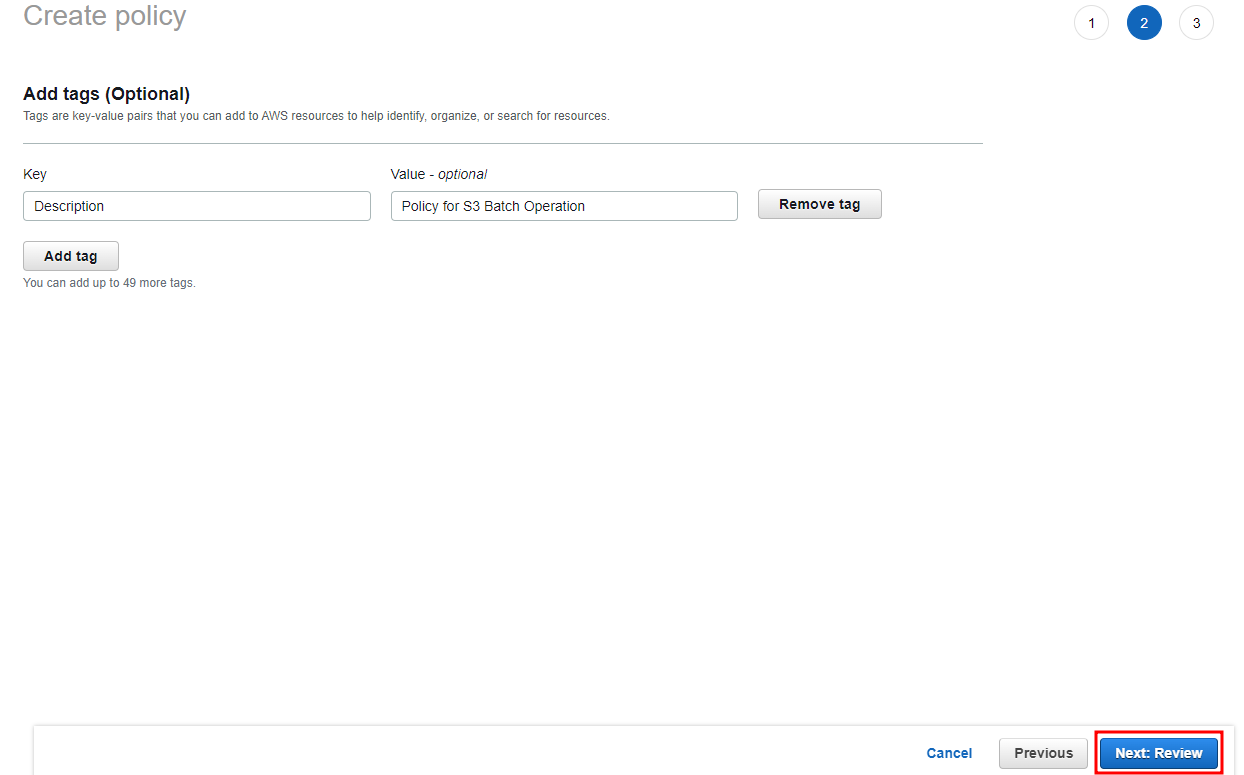 Create policy
1 2 3
Add tags (Optional)
Tags are key-value pairs that you can add to AWS resources to help identify, organize, or search for resources.
Key Value - optional
Description Policy for S3 Batch Operation Remove tag
Add tag
You can add up to 49 more tags.
Cancel Previous Next: Review